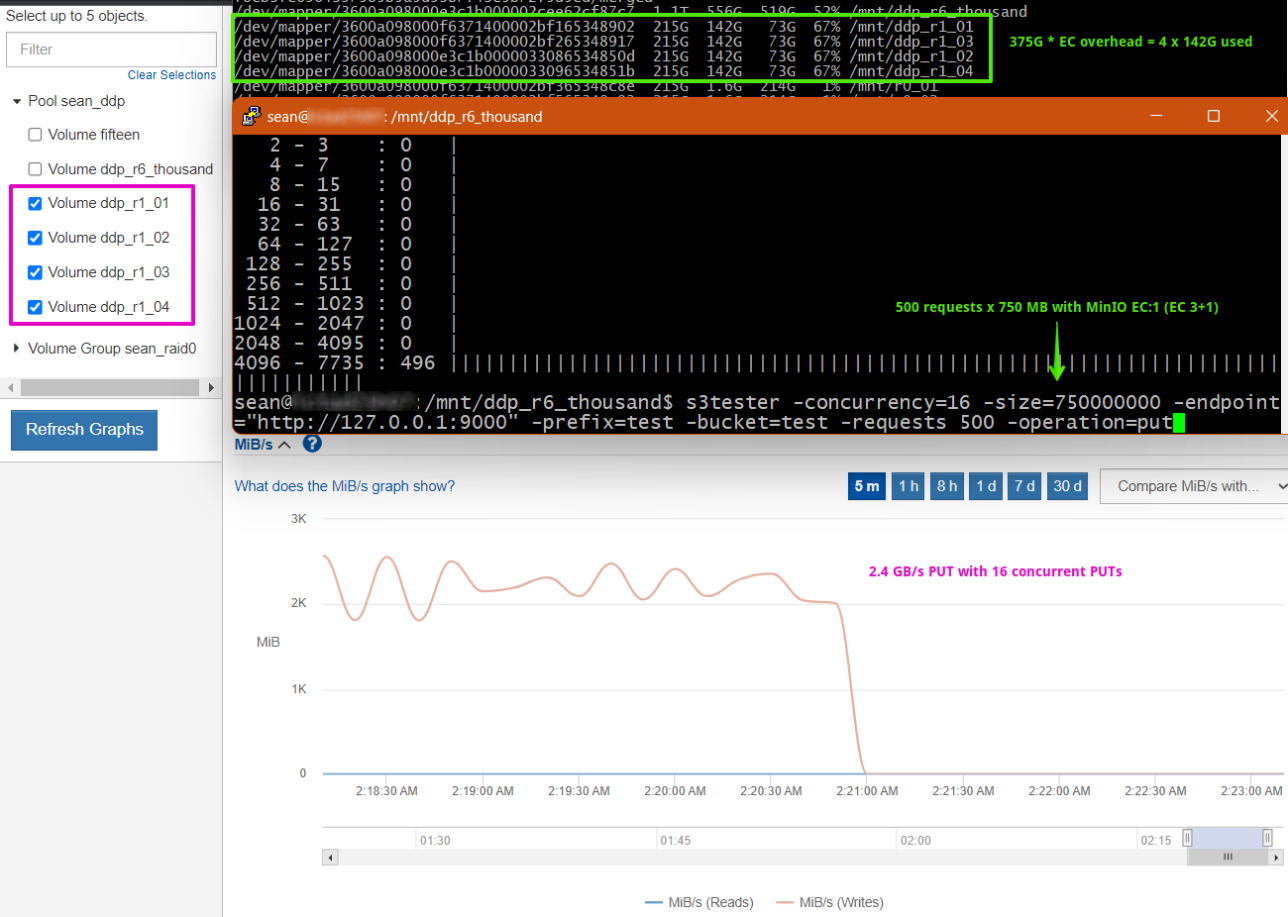 Select up to 5 objects.
Filter
Clear Selections
Pool sean_ddp
Volume fifteen
Volume ddp_r6_thousand
Volume ddp_r1_01
Volume ddp_r1_02
Volume ddp_r1_03
Volume ddp_r1_04
Volume Group sean_raid0
Refresh Graphs
/dev/mapper/3600a098000e3c1b000002cee62cf87c7 1.1T 556G 519G 52% /mnt/ddp_r6_thousand
/dev/mapper/3600a098000f6371400002bf165348902 215G 142G 73G 67% /mnt/ddp_r1_01
/dev/mapper/3600a098000f6371400002bf265348917 215G 142G 73G 67% /mnt/ddp_r1_03
/dev/mapper/3600a098000e3c1b0000033086534850d 215G 142G 73G 67% /mnt/ddp_r1_02
/dev/mapper/3600a098000e3c1b0000033096534851b 215G 142G 73G 67% /mnt/ddp_r1_04
/dev/mapper/3600a098000f6371400002bf365348c8e 215G 1.6G 214G 1% /mnt/r0_01
375G * EC overhead = 4 x 142G used
sean@ : /mnt/ddp_r6_thousand
2 - 3 : 0 |
4 - 7 : 0 |
8 - 15 : 0 |
16 - 31 : 0 |
32 - 63 : 0 |
64 - 127 : 0 |
128 - 255 : 0 |
256 - 511 : 0 |
512 - 1023 : 0 |
1024 - 2047 : 0 |
2048 - 4095 : 0 |
4096 - 7735 : 496
500 requests x 750 MB with MinIO EC:1 (EC 3+1)
sean@ :/mnt/ddp_r6_thousand$ s3tester -concurrency=16 -size=750000000 -endpoint
="http://127.0.0.1:9000" -prefix=test -bucket=test -requests 500 -operation=put
MiB/s
?
What does the MiB/s graph show?
5 m 1 h 8 h 1 d 7 d 30 d
Compare MiB/s with...
3K
2K
MiB
1K
0
2.4 GB/s PUT with 16 concurrent PUTs
2:18:30 AM 2:19:00 AM 2:19:30 AM 2:20:00 AM 2:20:30 AM 2:21:00 AM 2:21:30 AM 2:22:00 AM 2:22:30 AM 2:23:00 AM
01:30 01:45 02:00 02:15
MiB/s (Reads) MiB/s (Writes)